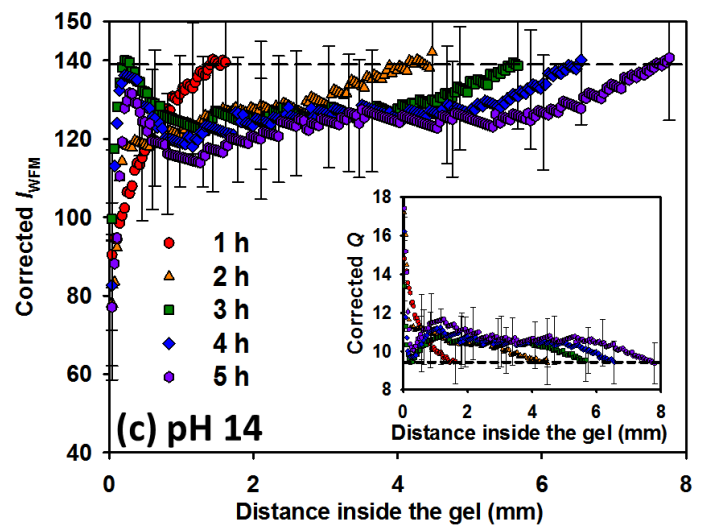 160
140
120
100
80
60
40
Corrected I_WFM
1 h
2 h
3 h
4 h
5 h
(c) pH 14
0
2
4
6
8
Distance inside the gel (mm)
18
16
14
12
10
8
Corrected Q
0
2
4
6
8
Distance inside the gel (mm)